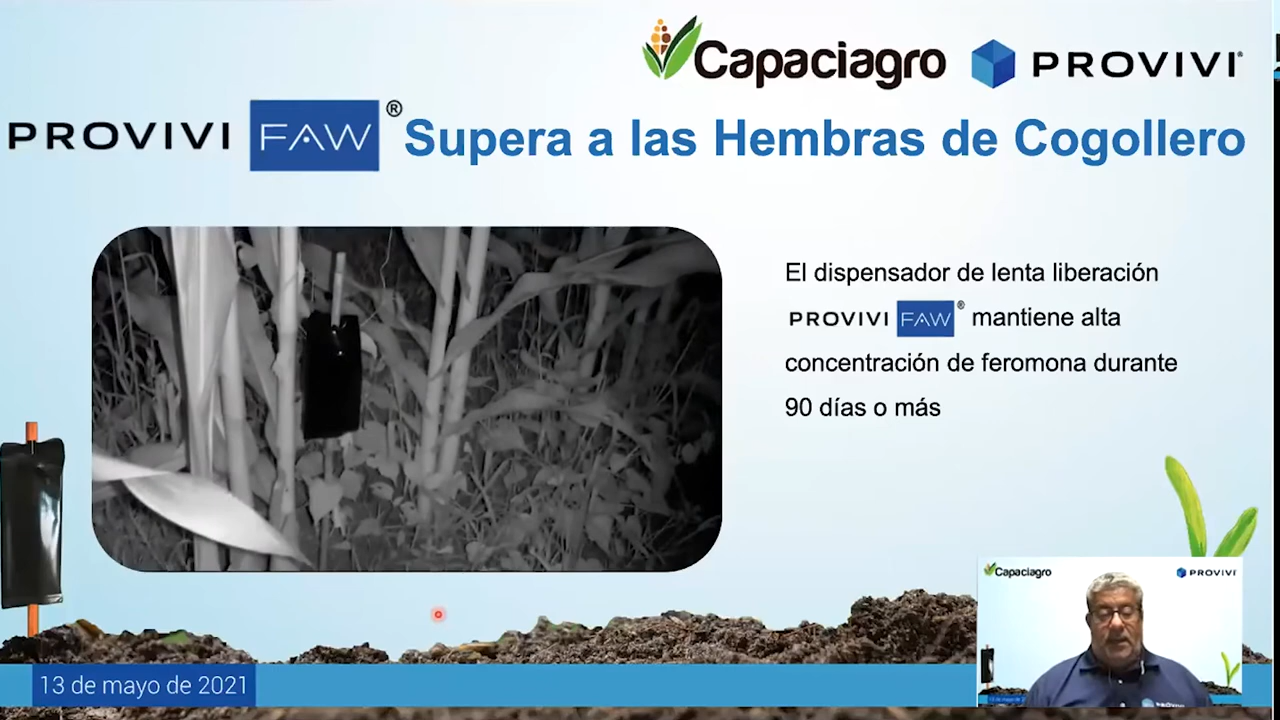 Capaciagro PROVIVI®
PROVIVI FAW® Supera a las Hembras de Cogollero
El dispensador de lenta liberación
PROVIVI FAW® mantiene alta
concentración de feromona durante
90 días o más
13 de mayo de 2021
Capaciagro PROVIVI
PROVIVI